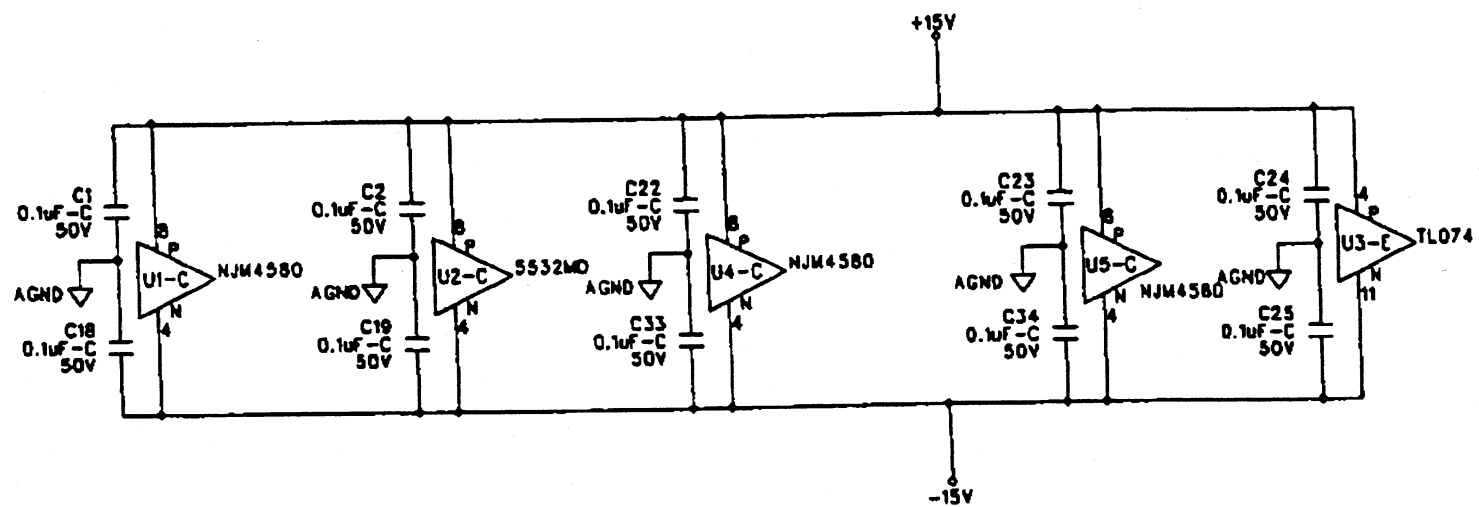 +15V
C1
0.1uF-C
50V
8
P
U1-C
NJM4580
AGND
N
4
C18
0.1uF-C
50V
C2
0.1uF-C
50V
8
P
U2-C
5532MD
AGND
N
4
C19
0.1uF-C
50V
C22
0.1uF-C
50V
8
P
U4-C
NJM4580
AGND
N
4
C33
0.1uF-C
50V
C23
0.1uF-C
50V
8
P
U5-C
NJM4580
AGND
N
4
C34
0.1uF-C
50V
C24
0.1uF-C
50V
4
P
U3-E
TL074
AGND
N
11
C25
0.1uF-C
50V
-15V